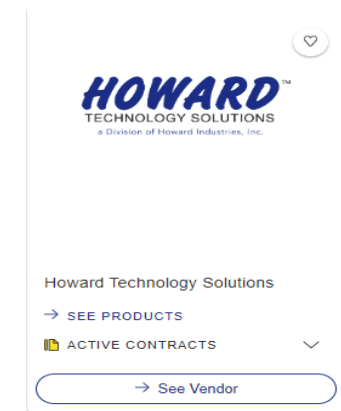 HOWARD™
TECHNOLOGY SOLUTIONS
a Division of Howard Industries, Inc.
Howard Technology Solutions
→ SEE PRODUCTS
ACTIVE CONTRACTS
→ See Vendor